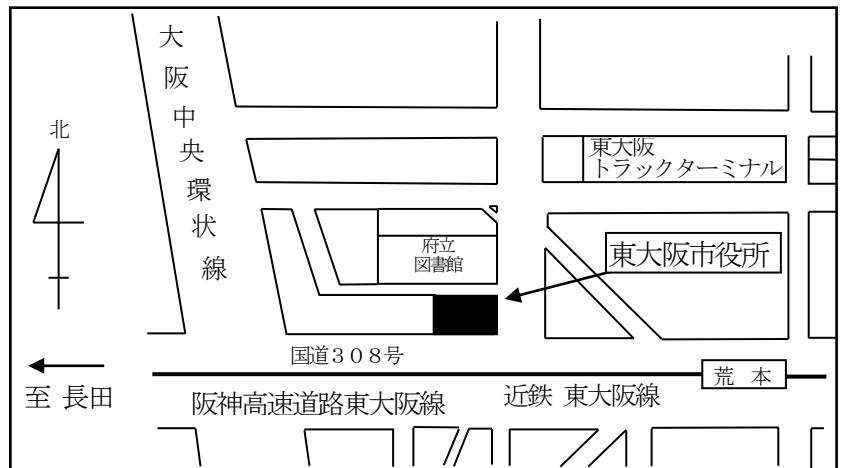 大阪中央環状線
北
東大阪
トラックターミナル
府立
図書館
東大阪市役所
国道３０８号
荒 本
至 長田
阪神高速道路東大阪線
近鉄 東大阪線